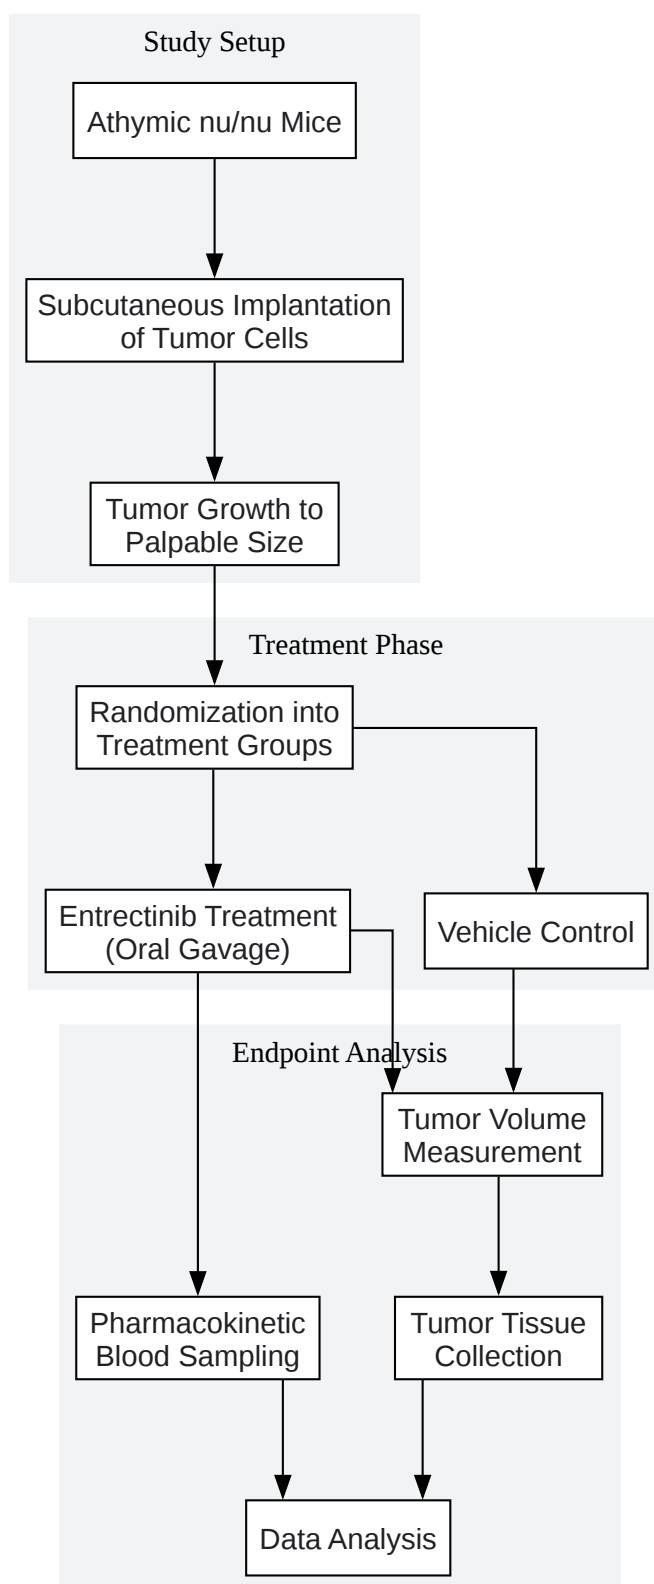 Study Setup
Athymic nu/nu Mice
Subcutaneous Implantation
of Tumor Cells
Tumor Growth to
Palpable Size
Treatment Phase
Randomization into
Treatment Groups
Entrectinib Treatment
(Oral Gavage)
Vehicle Control
Endpoint Analysis
Tumor Volume
Measurement
Pharmacokinetic
Blood Sampling
Tumor Tissue
Collection
Data Analysis